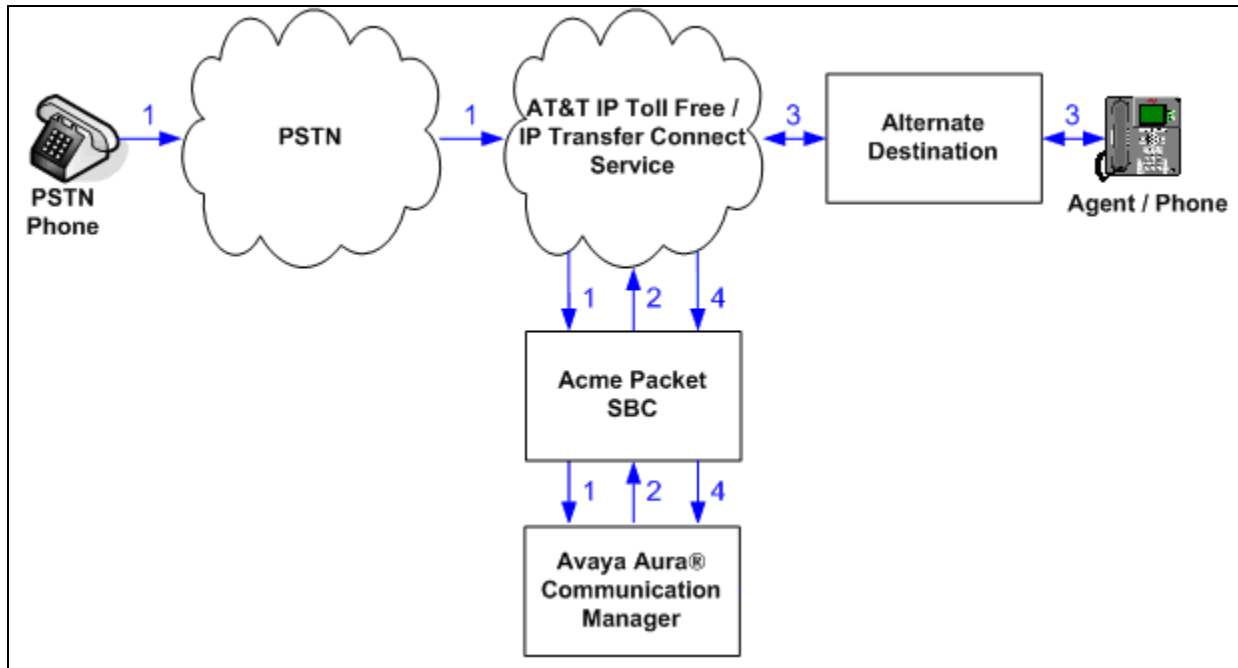 1
PSTN
1
AT&T IP Toll Free /
IP Transfer Connect
Service
3
Alternate
Destination
3
PSTN
Phone
Agent / Phone
1
2
4
Acme Packet
SBC
1
2
4
Avaya Aura®
Communication
Manager